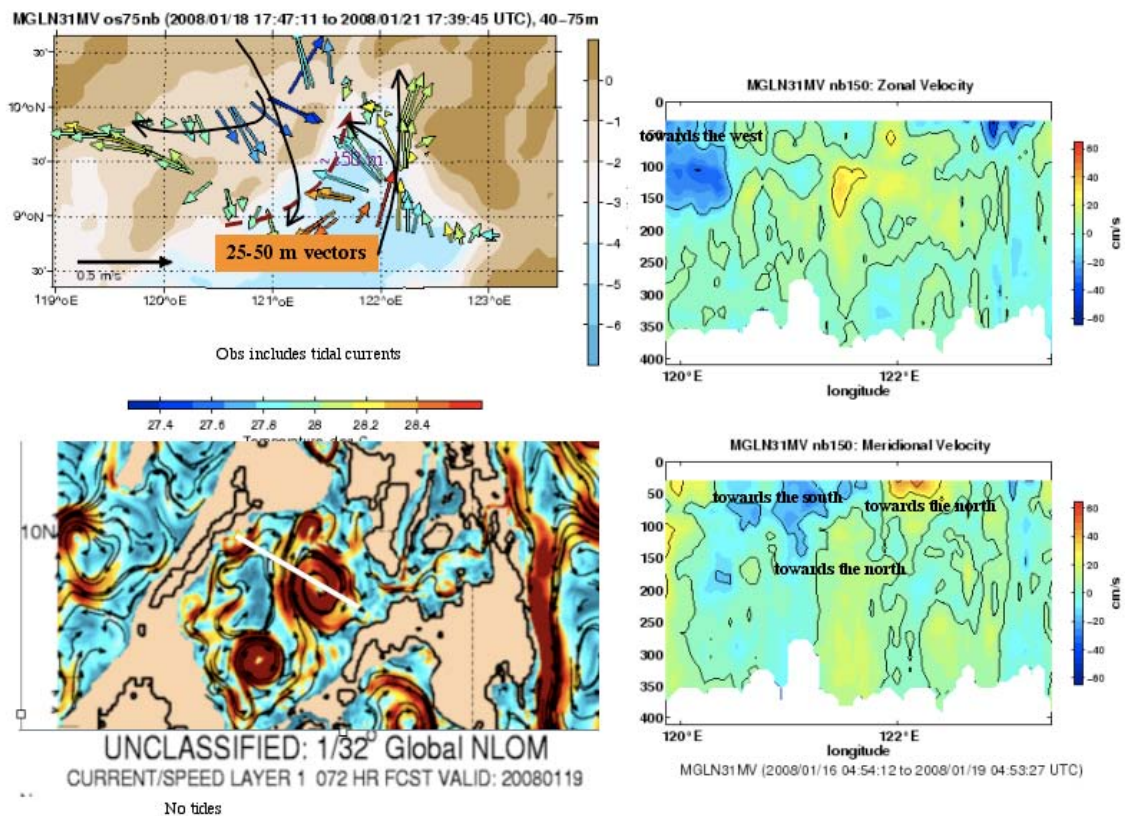 MGLN31MV os75nb (2008/01/18 17:47:11 to 2008/01/21 17:39:45 UTC), 40-75m
30'
10°oN
30'
9°oN
30'
119°oE
120°oE
121°oE
122°oE
123°oE
0
-1
-2
-3
-4
-5
-6
25-50 m vectors
0.5 m/s
Obs includes tidal currents
27.4 27.6 27.8 28 28.2 28.4
10N
UNCLASSIFIED: 1/32° Global NLOM
CURRENT/SPEED LAYER 1 072 HR FCST VALID: 20080119
No tides
MGLN31MV nb150: Zonal Velocity
0
towards the west
100
150
200
250
300
350
400
120°E
122°E
longitude
60
40
20
0
-20
-40
-60
cm/s
MGLN31MV nb150: Meridional Velocity
0
50
100
150
200
250
300
350
400
towards the south
towards the north
towards the north
120°E
122°E
longitude
60
40
20
0
-20
-40
-60
cm/s
MGLN31MV (2008/01/16 04:54:12 to 2008/01/19 04:53:27 UTC)